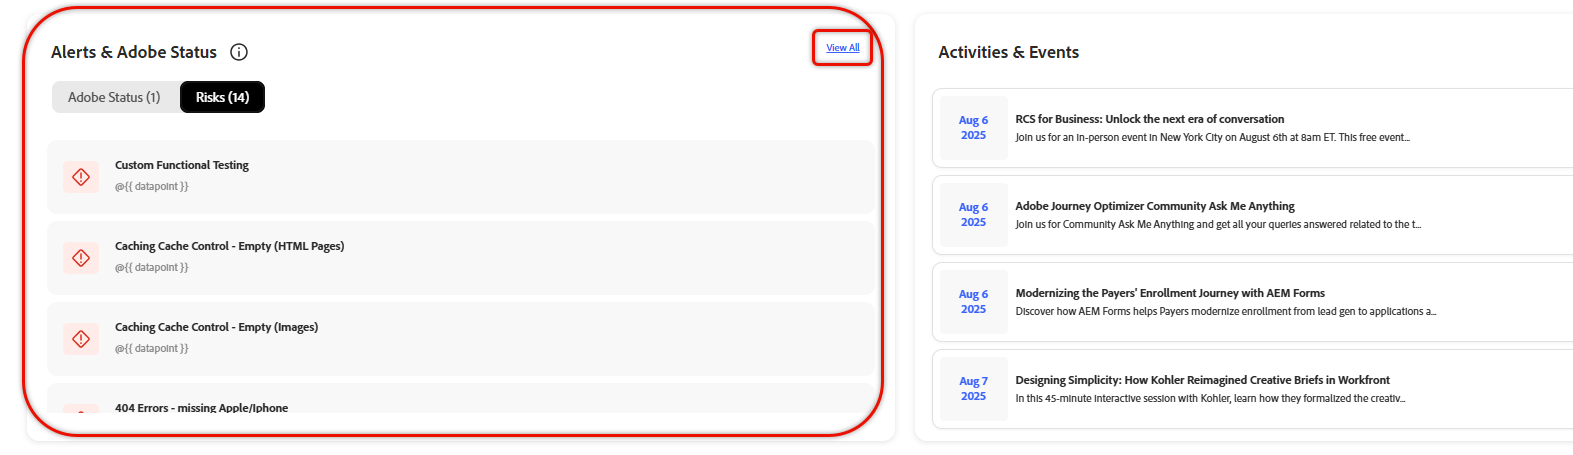 Alerts & Adobe Status
View All
Adobe Status (1)
Risks (14)
Custom Functional Testing
@{{ datapoint }}
Caching Cache Control - Empty (HTML Pages)
@{{ datapoint }}
Caching Cache Control - Empty (Images)
@{{ datapoint }}
404 Errors - missing Apple/Iphone
Activities & Events
Aug 6
2025
RCS for Business: Unlock the next era of conversation
Join us for an in-person event in New York City on August 6th at 8am ET. This free event...
Aug 6
2025
Adobe Journey Optimizer Community Ask Me Anything
Join us for Community Ask Me Anything and get all your queries answered related to the t...
Aug 6
2025
Modernizing the Payers' Enrollment Journey with AEM Forms
Discover how AEM Forms helps Payers modernize enrollment from lead gen to applications a...
Aug 7
2025
Designing Simplicity: How Kohler Reimagined Creative Briefs in Workfront
In this 45-minute interactive session with Kohler, learn how they formalized the creativ...